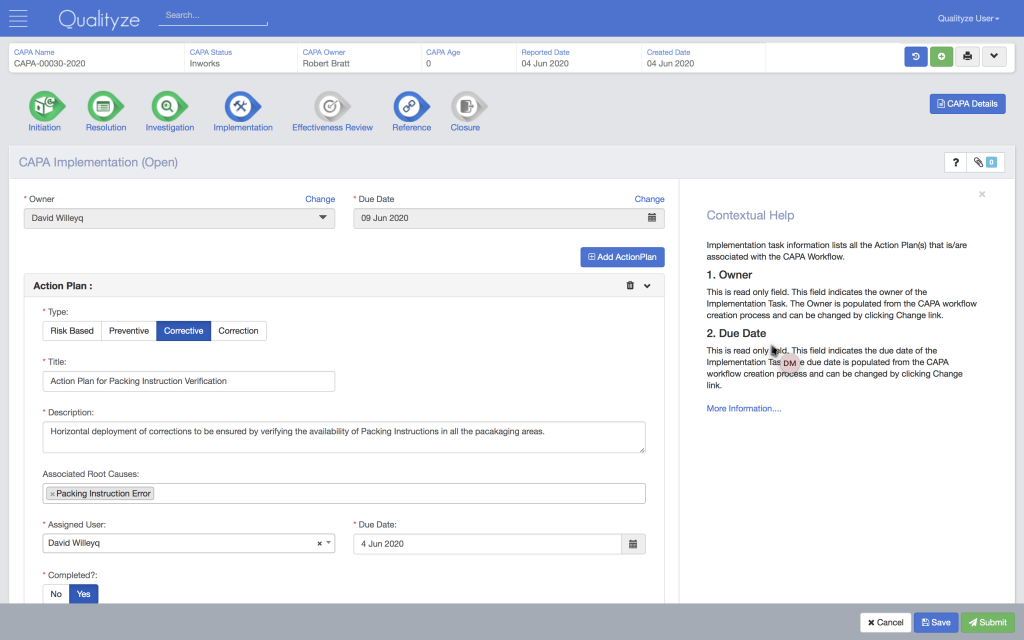 Qualityze
Search...
Qualityze User
CAPA Name
CAPA-00030-2020
CAPA Status
Inworks
CAPA Owner
Robert Bratt
CAPA Age
0
Reported Date
04 Jun 2020
Created Date
04 Jun 2020
Initiation
Resolution
Investigation
Implementation
Effectiveness Review
Reference
Closure
CAPA Details
CAPA Implementation (Open)
?
0
* Owner
Change
David Willeyq
* Due Date
Change
09 Jun 2020
Add ActionPlan
Action Plan :
* Type:
Risk Based
Preventive
Corrective
Correction
* Title:
Action Plan for Packing Instruction Verification
* Description:
Horizontal deployment of corrections to be ensured by verifying the availability of Packing Instructions in all the pacakaging areas.
Associated Root Causes:
× Packing Instruction Error
* Assigned User:
David Willeyq
* Due Date:
4 Jun 2020
* Completed?:
No
Yes
×
Contextual Help
Implementation task information lists all the Action Plan(s) that is/are
associated with the CAPA Workflow.
1. Owner
This is read only field. This field indicates the owner of the
Implementation Task. The Owner is populated from the CAPA workflow
creation process and can be changed by clicking Change link.
2. Due Date
This is read only field. This field indicates the due date of the
Implementation Tas DM e due date is populated from the CAPA
workflow creation process and can be changed by clicking Change
link.
More Information....
Cancel
Save
Submit